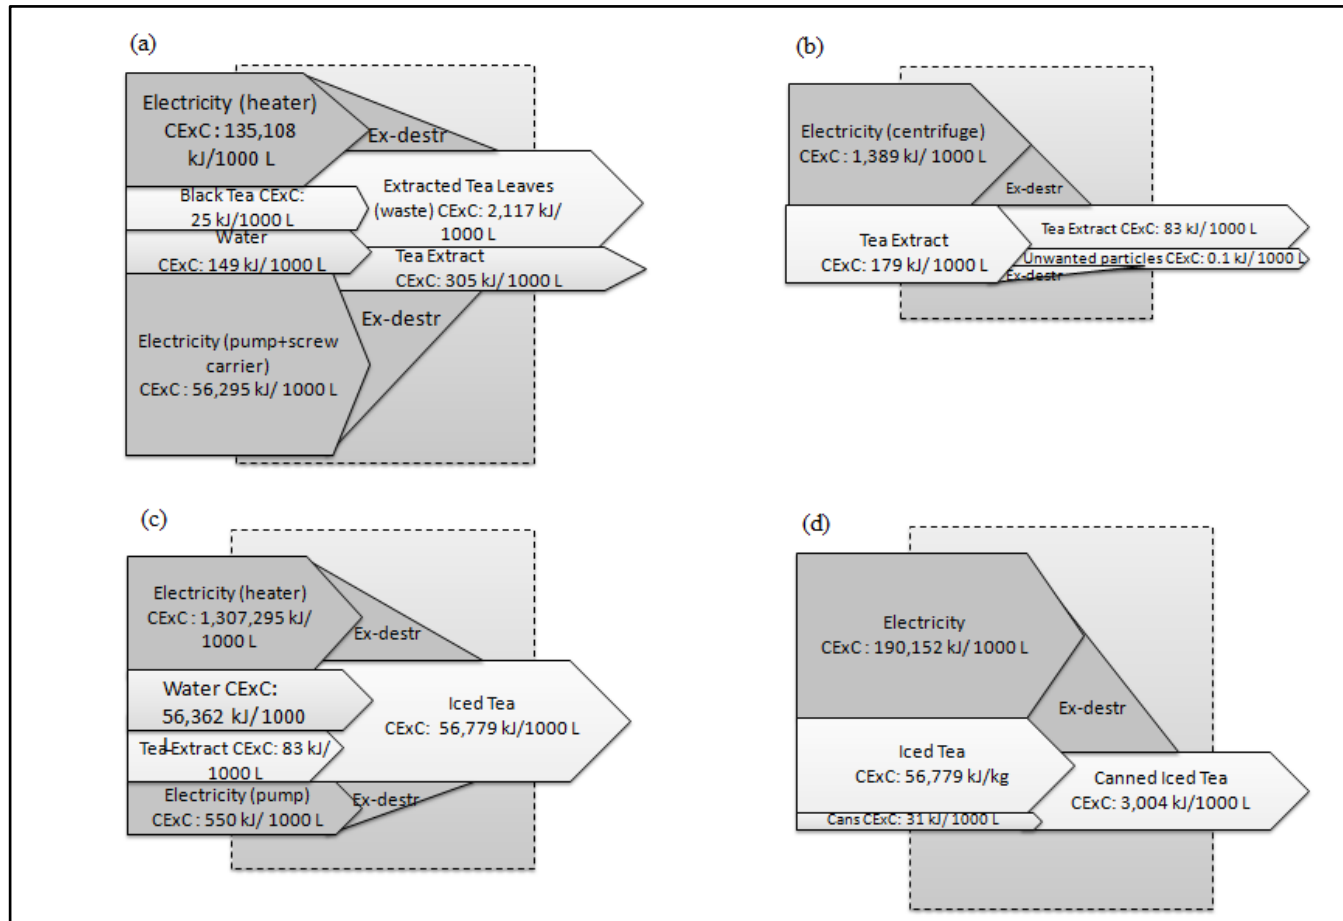 (a)
Electricity (heater)
CExC : 135,108
kJ/1000 L
Ex-destr
Black Tea CExC:
25 kJ/1000 L
Water
CExC: 149 kJ/ 1000 L
Extracted Tea Leaves
(waste) CExC: 2,117 kJ/
1000 L
Tea Extract
CExC: 305 kJ/ 1000 L
Ex-destr
Electricity (pump+screw
carrier)
CExC : 56,295 kJ/ 1000 L
(b)
Electricity (centrifuge)
CExC : 1,389 kJ/ 1000 L
Ex-destr
Tea Extract
CExC : 179 kJ/ 1000 L
Tea Extract CExC: 83 kJ/ 1000 L
Unwanted particles CExC: 0.1 kJ/ 1000 L
Ex-destr
(c)
Electricity (heater)
CExC : 1,307,295 kJ/
1000 L
Ex-destr
Water CExC:
56,362 kJ/1000
L
Tea Extract CExC: 83 kJ/
1000 L
Iced Tea
CExC: 56,779 kJ/1000 L
Electricity (pump)
CExC : 550 kJ/ 1000 L
Ex-destr
(d)
Electricity
CExC : 190,152 kJ/ 1000 L
Ex-destr
Iced Tea
CExC: 56,779 kJ/kg
Cans CExC: 31 kJ/ 1000 L
Canned Iced Tea
CExC: 3,004 kJ/1000 L